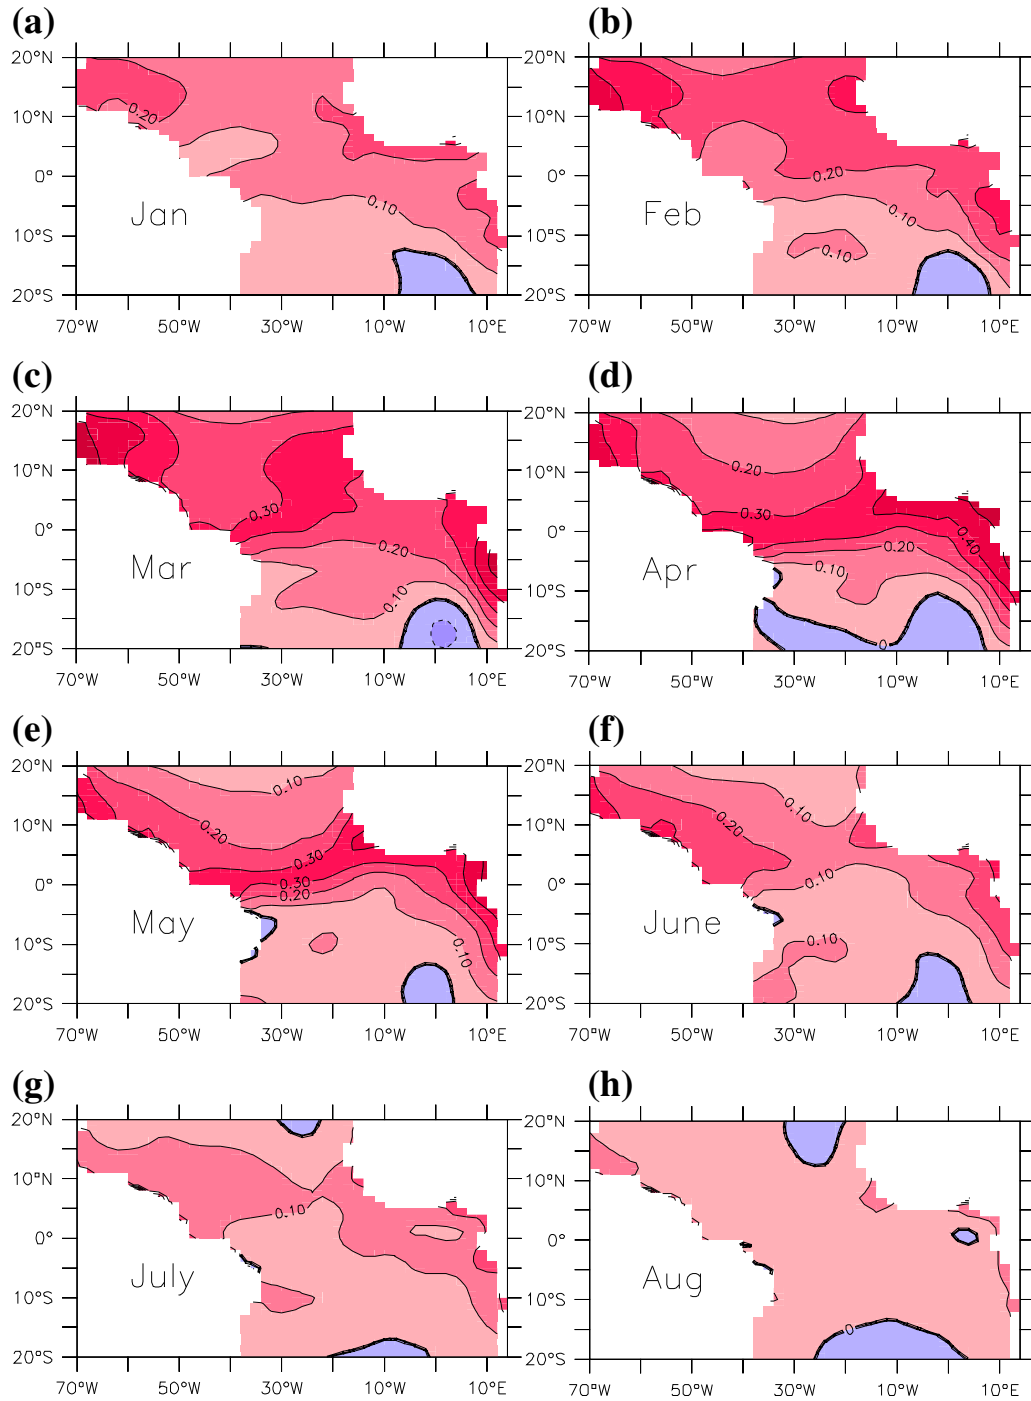 (a) (b)
20°N 20°N
10°N 0.20 10°N
0° 0° 0.20
0.10 0.10
Jan Feb
10°S 10°S 0.10
20°S 20°S
70°W 50°W 30°W 10°W 10°E 70°W 50°W 30°W 10°W 10°E
(c) (d)
20°N 20°N
0.20
10°N 10°N
0.30 0.30
0° 0° 0.40
0.20 0.20
Mar Apr
0.10
10°S 0.10 10°S
20°S 20°S 0
70°W 50°W 30°W 10°W 10°E 70°W 50°W 30°W 10°W 10°E
(e) (f)
20°N 20°N
0.10 0.10
10°N 10°N
0.20 0.20
0.30
0° 0.30 0° 0.10
0.20
May June
10°S 0.10 10°S 0.10
20°S 20°S
70°W 50°W 30°W 10°W 10°E 70°W 50°W 30°W 10°W 10°E
(g) (h)
20°N 20°N
10°N 10°N
0.10
0° 0°
July Aug
10°S 10°S
0
20°S 20°S
70°W 50°W 30°W 10°W 10°E 70°W 50°W 30°W 10°W 10°E